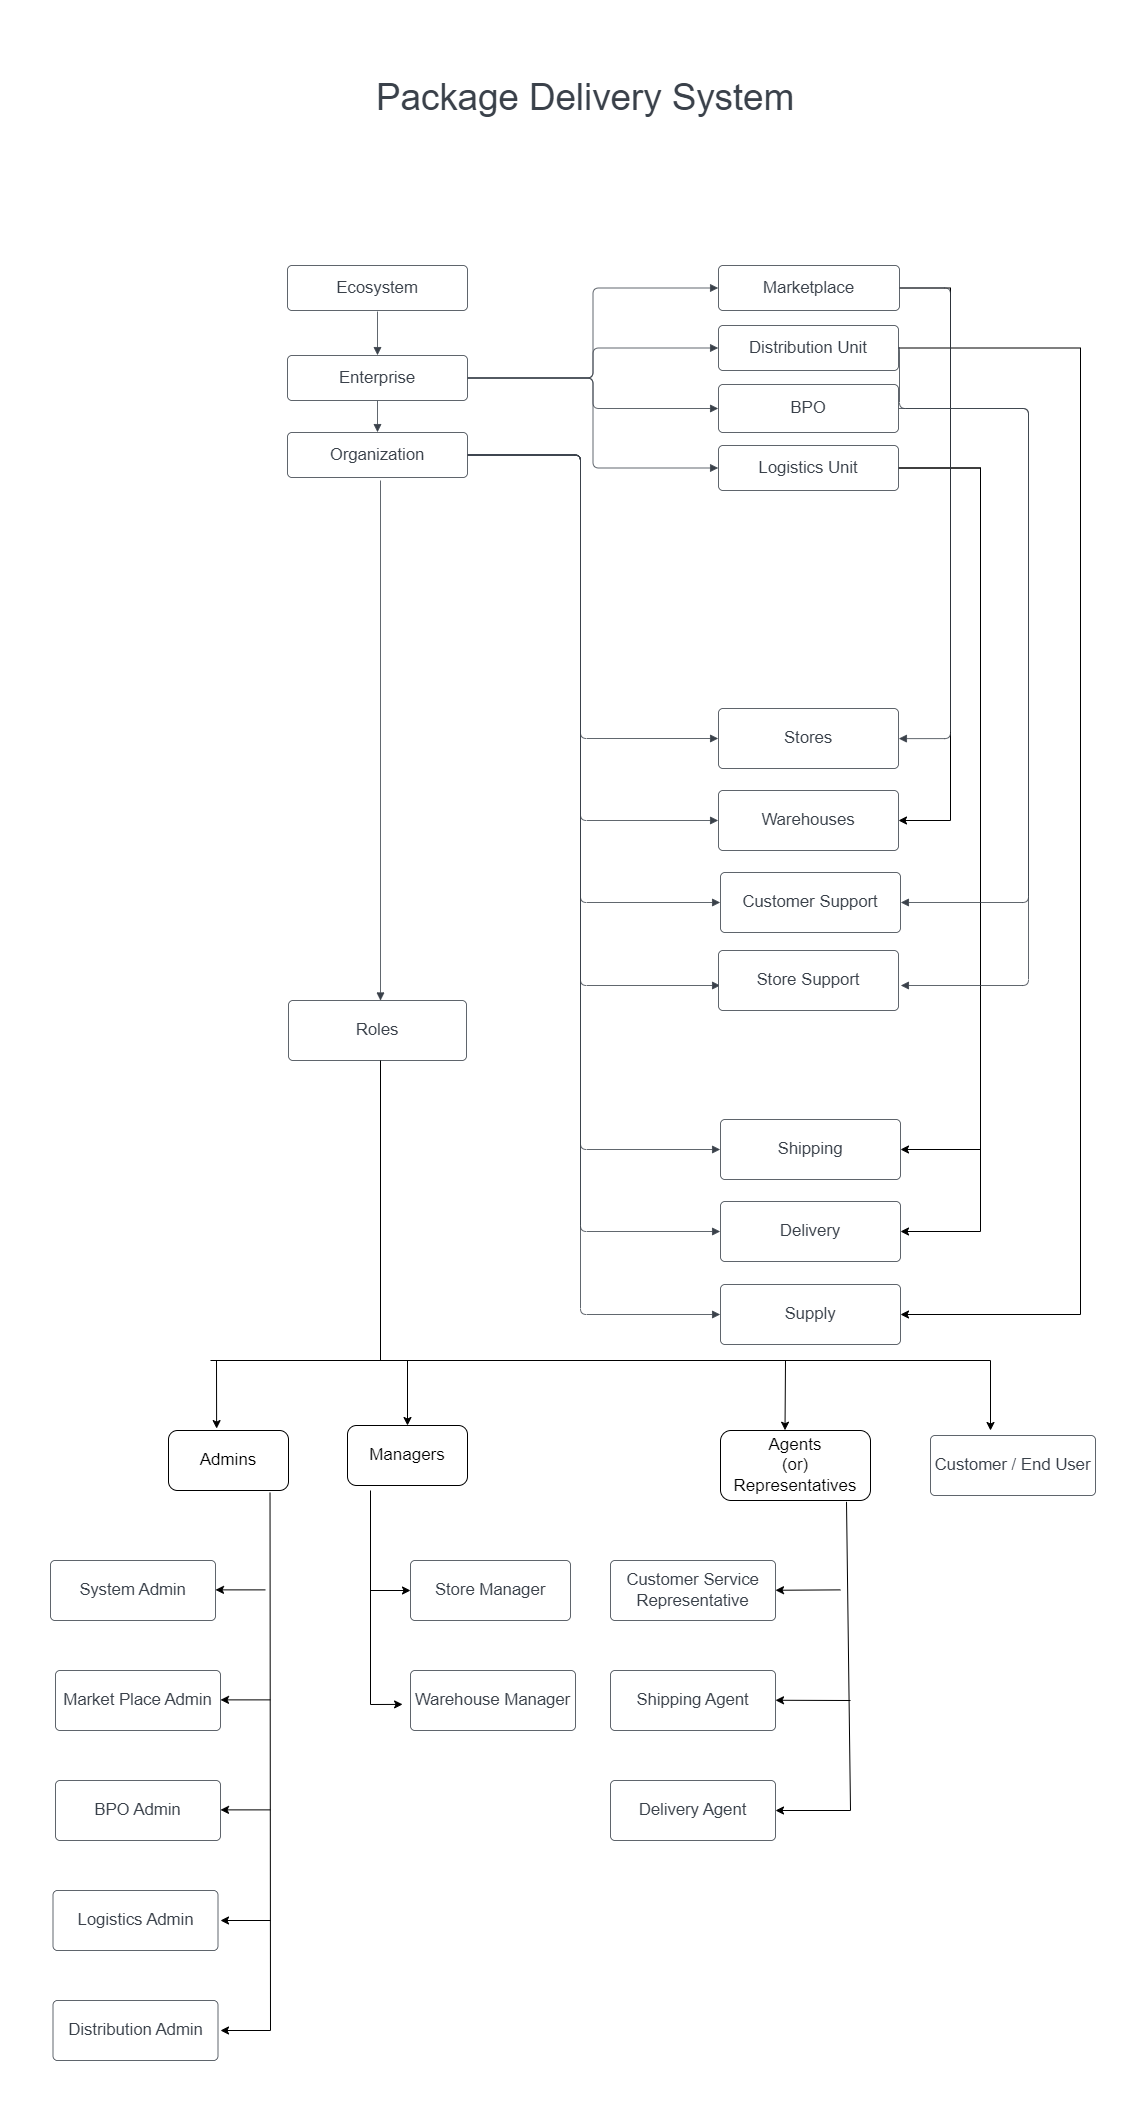 Package Delivery System
Ecosystem
Marketplace
Distribution Unit
Enterprise
BPO
Organization
Logistics Unit
Stores
Warehouses
Customer Support
Store Support
Roles
Shipping
Delivery
Supply
Admins
Managers
Agents
(or)
Representatives
Customer / End User
System Admin
Store Manager
Customer Service
Representative
Market Place Admin
Warehouse Manager
Shipping Agent
BPO Admin
Delivery Agent
Logistics Admin
Distribution Admin